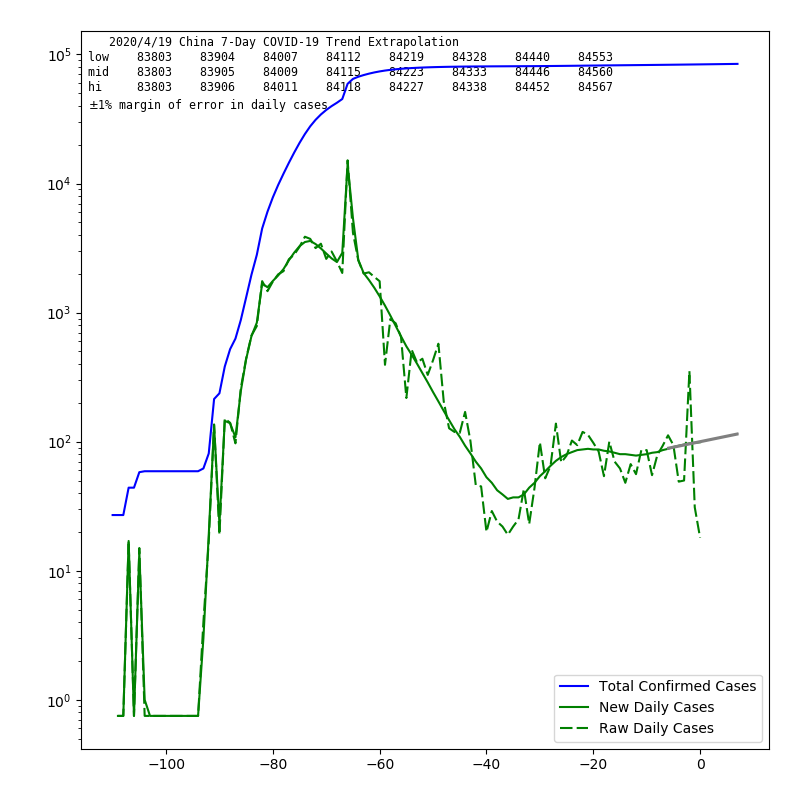 2020/4/19 China 7-Day COVID-19 Trend Extrapolation
low 83803 83904 84007 84112 84219 84328 84440 84553
mid 83803 83905 84009 84115 84223 84333 84446 84560
hi 83803 83906 84011 84118 84227 84338 84452 84567
±1% margin of error in daily cases
10⁵
10⁴
10³
10²
10¹
10⁰
Total Confirmed Cases
New Daily Cases
Raw Daily Cases
−100 −80 −60 −40 −20 0